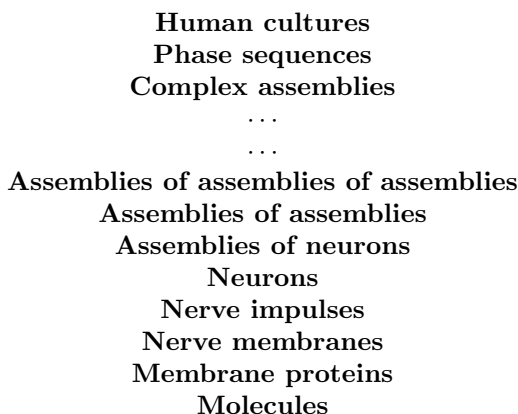 Human cultures
Phase sequences
Complex assemblies
...
...
Assemblies of assemblies of assemblies
Assemblies of assemblies
Assemblies of neurons
Neurons
Nerve impulses
Nerve membranes
Membrane proteins
Molecules